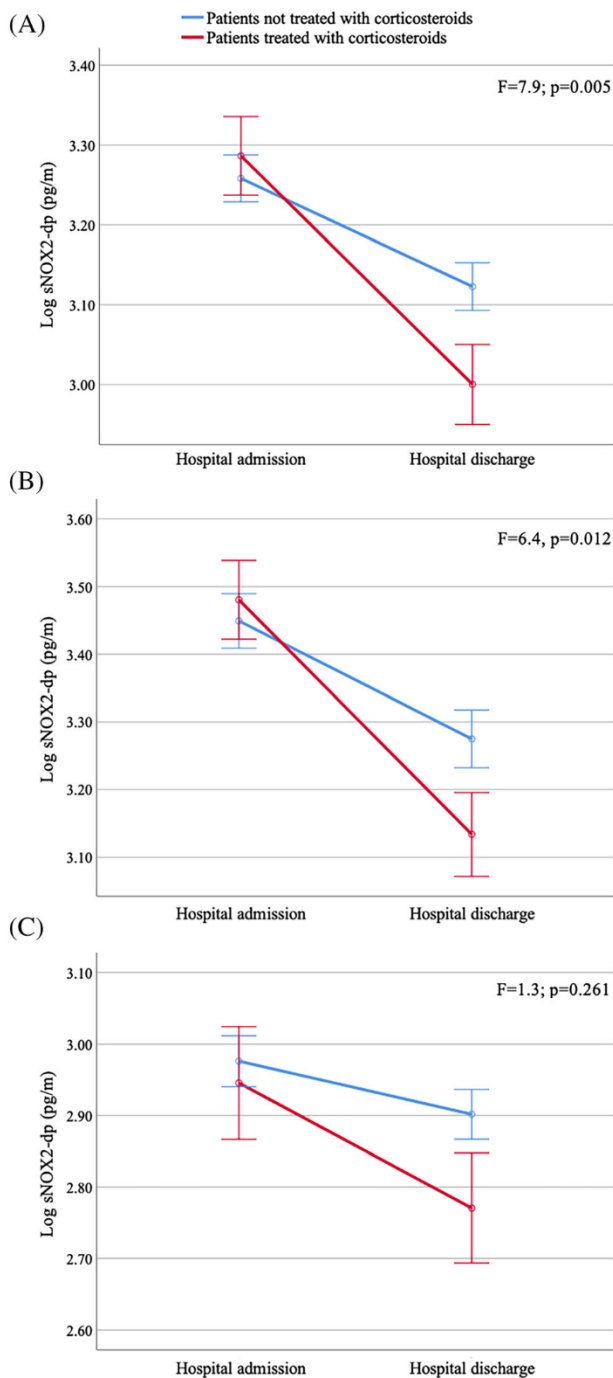 (A)
Patients not treated with corticosteroids
Patients treated with corticosteroids
3.40
F=7.9; p=0.005
3.30
3.20
3.10
3.00
Log sNOX2-dp (pg/m)
Hospital admission
Hospital discharge
(B)
3.60
F=6.4, p=0.012
3.50
3.40
3.30
3.20
3.10
Log sNOX2-dp (pg/m)
Hospital admission
Hospital discharge
(C)
3.10
F=1.3; p=0.261
3.00
2.90
2.80
2.70
2.60
Log sNOX2-dp (pg/m)
Hospital admission
Hospital discharge